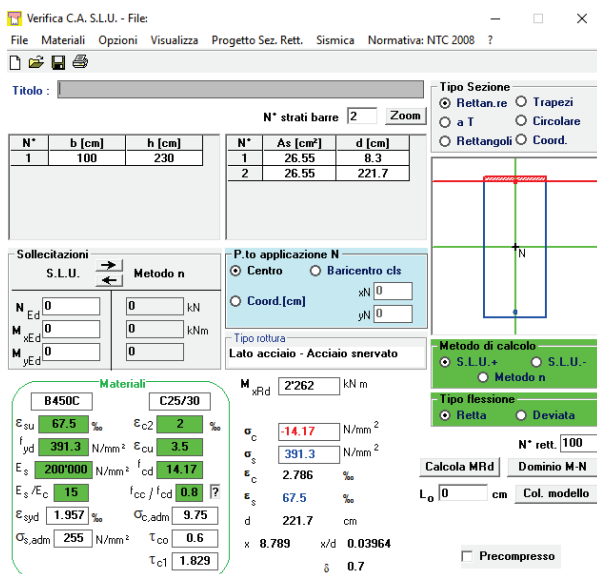 Verifica C.A. S.L.U. - File:
File Materiali Opzioni Visualizza Progetto Sez. Rett. Sismica Normativa: NTC 2008 ?
Titolo :
N° strati barre 2 Zoom
Tipo Sezione
Rettan.re Trapezi
a T Circolare
Rettangoli Coord.
N° b [cm] h [cm]
1 100 230
N° As [cm²] d [cm]
1 26.55 8.3
2 26.55 221.7
Sollecitazioni
S.L.U. Metodo n
N Ed 0 0 kN
M xEd 0 0 kNm
M yEd 0 0
P.to applicazione N
Centro Baricentro cls
Coord.[cm] xN 0
yN 0
Tipo rottura
Lato acciaio - Acciaio snervato
N
Metodo di calcolo
S.L.U.+ S.L.U.-
Metodo n
Tipo flessione
Retta Deviata
N° rett. 100
Calcola MRd Dominio M-N
L₀ 0 cm Col. modello
Precompresso
Materiali
B450C C25/30
εsu 67.5 ‰ εc2 2 ‰
fyd 391.3 N/mm² εcu 3.5
Es 200'000 N/mm² fcd 14.17
Es/Ec 15 fcc / fcd 0.8 ?
εsyd 1.957 ‰ σc,adm 9.75
σs,adm 255 N/mm² τco 0.6
τc1 1.829
M xRd 2'262 kN m
σc -14.17 N/mm²
σs 391.3 N/mm²
εc 2.786 ‰
εs 67.5 ‰
d 221.7 cm
x 8.789 x/d 0.03964
δ 0.7